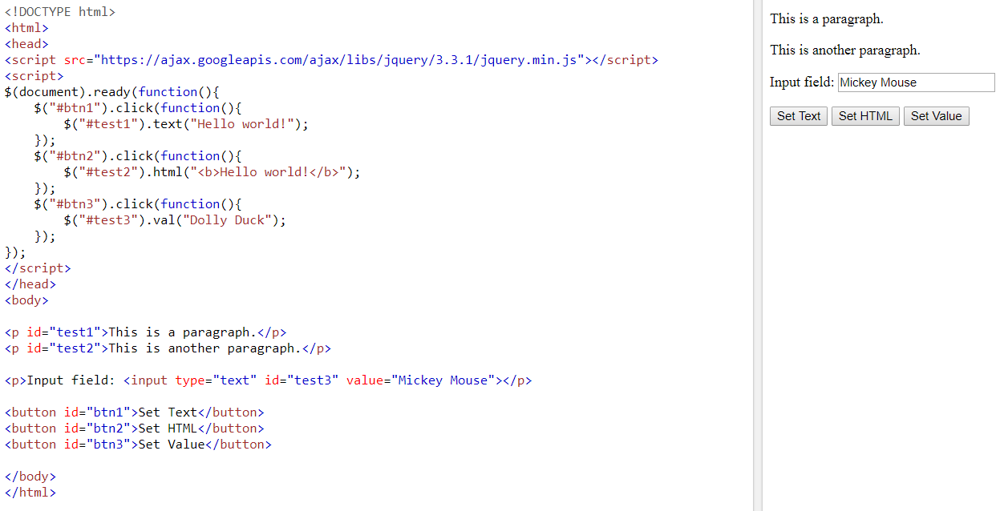 <!DOCTYPE html>
<html>
<head>
<script src="https://ajax.googleapis.com/ajax/libs/jquery/3.3.1/jquery.min.js"></script>
<script>
$(document).ready(function(){
    $("#btn1").click(function(){
        $("#test1").text("Hello world!");
    });
    $("#btn2").click(function(){
        $("#test2").html("<b>Hello world!</b>");
    });
    $("#btn3").click(function(){
        $("#test3").val("Dolly Duck");
    });
});
</script>
</head>
<body>
<p id="test1">This is a paragraph.</p>
<p id="test2">This is another paragraph.</p>
<p>Input field: <input type="text" id="test3" value="Mickey Mouse"></p>
<button id="btn1">Set Text</button>
<button id="btn2">Set HTML</button>
<button id="btn3">Set Value</button>
</body>
</html>
This is a paragraph.
This is another paragraph.
Input field: Mickey Mouse
Set Text Set HTML Set Value